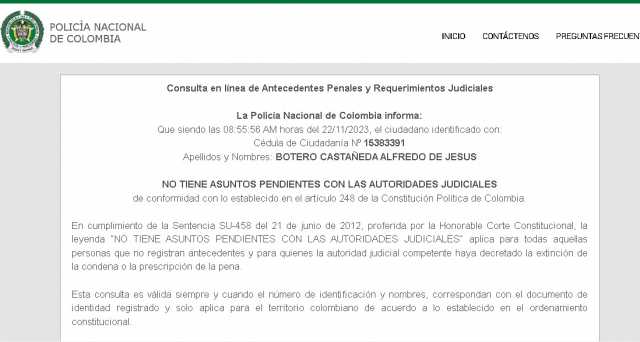 POLICÍA NACIONAL
DE COLOMBIA
INICIO CONTÁCTENOS PREGUNTAS FRECUEN
Consulta en línea de Antecedentes Penales y Requerimientos Judiciales
La Policía Nacional de Colombia informa:
Que siendo las 08:55:56 AM horas del 22/11/2023, el ciudadano identificado con:
Cédula de Ciudadanía Nº 15383391
Apellidos y Nombres: BOTERO CASTAÑEDA ALFREDO DE JESUS
NO TIENE ASUNTOS PENDIENTES CON LAS AUTORIDADES JUDICIALES
de conformidad con lo establecido en el artículo 248 de la Constitución Política de Colombia.
En cumplimiento de la Sentencia SU-458 del 21 de junio de 2012, proferida por la Honorable Corte Constitucional, la
leyenda "NO TIENE ASUNTOS PENDIENTES CON LAS AUTORIDADES JUDICIALES" aplica para todas aquellas
personas que no registran antecedentes y para quienes la autoridad judicial competente haya decretado la extinción de
la condena o la prescripción de la pena.
Esta consulta es válida siempre y cuando el número de identificación y nombres, correspondan con el documento de
identidad registrado y solo aplica para el territorio colombiano de acuerdo a lo establecido en el ordenamiento
constitucional.